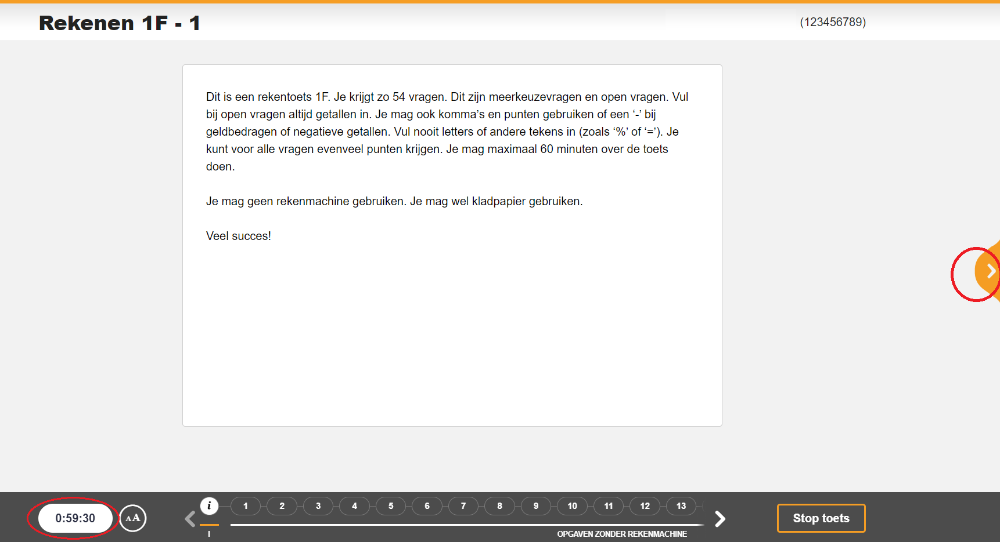 Rekenen 1F - 1
(123456789)
Dit is een rekentoets 1F. Je krijgt zo 54 vragen. Dit zijn meerkeuzevragen en open vragen. Vul
bij open vragen altijd getallen in. Je mag ook komma’s en punten gebruiken of een ‘-’ bij
geldbedragen of negatieve getallen. Vul nooit letters of andere tekens in (zoals ‘%’ of ‘=’). Je
kunt voor alle vragen evenveel punten krijgen. Je mag maximaal 60 minuten over de toets
doen.
Je mag geen rekenmachine gebruiken. Je mag wel kladpapier gebruiken.
Veel succes!
0:59:30
AA
i 1 2 3 4 5 6 7 8 9 10 11 12 13
I
OPGAVEN ZONDER REKENMACHINE
Stop toets